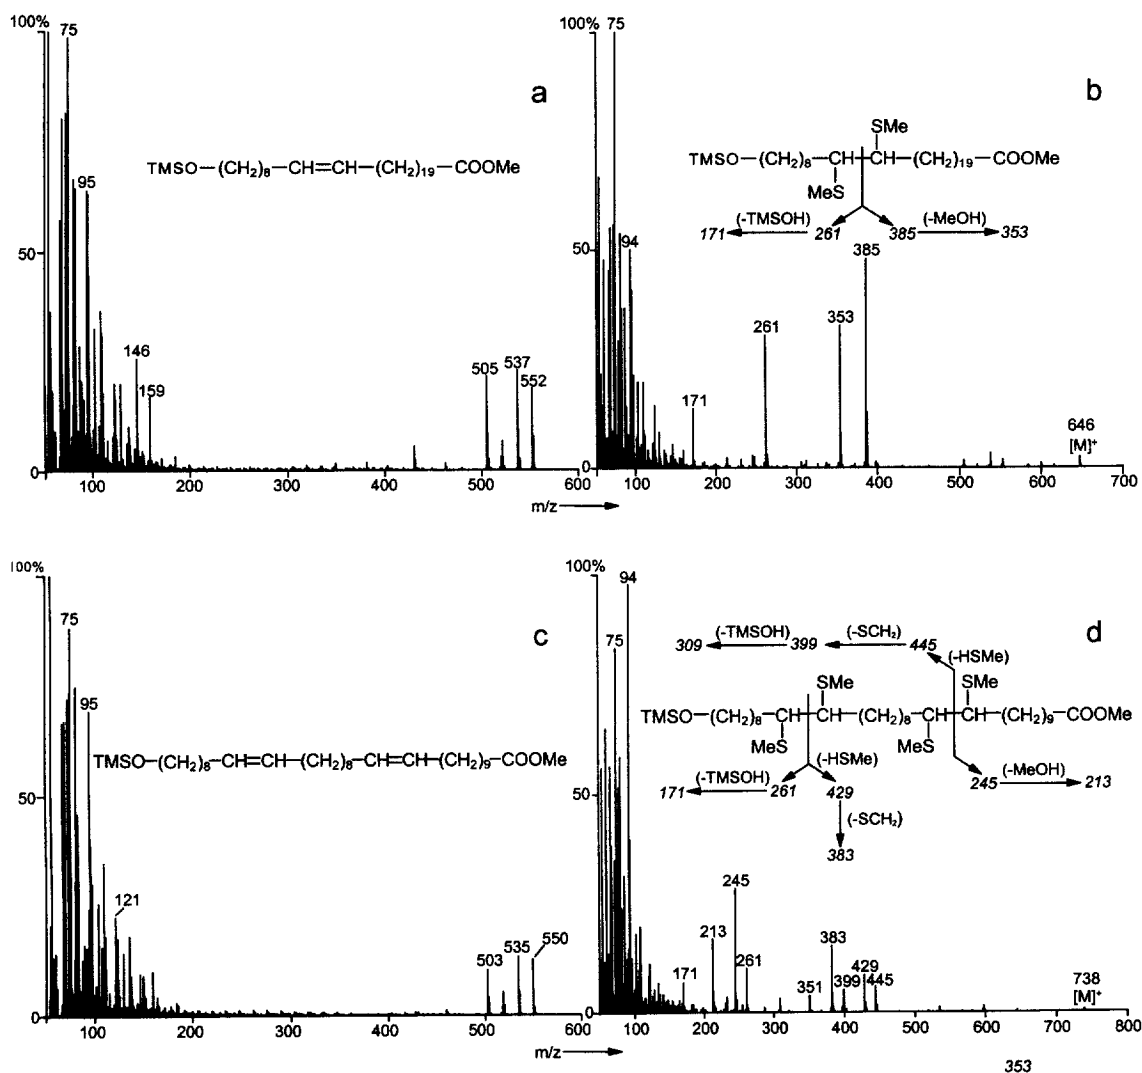 100%
75
a
TMSO—(CH2)8—CH=CH—(CH2)19—COOMe
95
50
146
159
505
537
552
0
100 200 300 400 500 600
100%
75
b
SMe
TMSO—(CH2)8—CH—CH—(CH2)19—COOMe
MeS
(-TMSOH) (-MeOH)
171 261 385 353
50
94
385
353
261
171
646
[M]+
0
100 200 300 400 500 600 700
m/z
100%
75
c
95
TMSO—(CH2)8—CH=CH—(CH2)8—CH=CH—(CH2)9—COOMe
50
121
503
535
550
0
100 200 300 400 500 600
100%
94
75
d
(-TMSOH) (-SCH2)
309 399 445
(-HSMe)
SMe SMe
TMSO—(CH2)8—CH—CH—(CH2)8—CH—CH—(CH2)9—COOMe
MeS MeS
(-HSMe)
(-TMSOH) (-MeOH)
171 261 429 245 213
(-SCH2)
383
50
245
213
261
171
383
351
399
429
445
738
[M]+
0
100 200 300 400 500 600 700 800
m/z
353